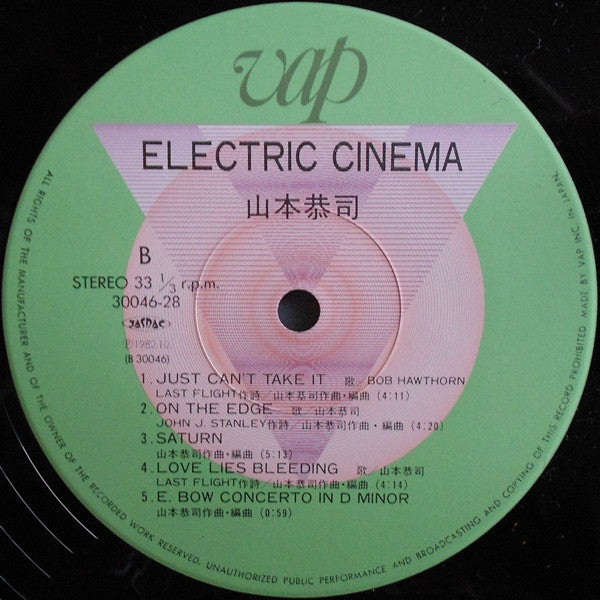 vap
ELECTRIC CINEMA
山本恭司
B
STEREO 33 1/3 r.p.m.
30046-28
JASRAC
Ⓟ1982.10.
(B 30046)
1. JUST CAN'T TAKE IT 歌／BOB HAWTHORN
LAST FLIGHT作詩／山本恭司作曲・編曲 (4:11)
2. ON THE EDGE 歌／山本恭司
JOHN J. STANLEY作詩／山本恭司作曲・編曲 (4:20)
3. SATURN
山本恭司作曲・編曲 (5:13)
4. LOVE LIES BLEEDING 歌／山本恭司
LAST FLIGHT作詩／山本恭司作曲・編曲 (4:14)
5. E. BOW CONCERTO IN D MINOR
山本恭司作曲・編曲 (0:59)
ALL RIGHTS OF THE MANUFACTURER AND OF THE OWNER OF THE RECORDED WORK RESERVED. UNAUTHORIZED PUBLIC PERFORMANCE AND BROADCASTING AND COPYING OF THIS RECORD PROHIBITED. MADE BY VAP INC. IN JAPAN.